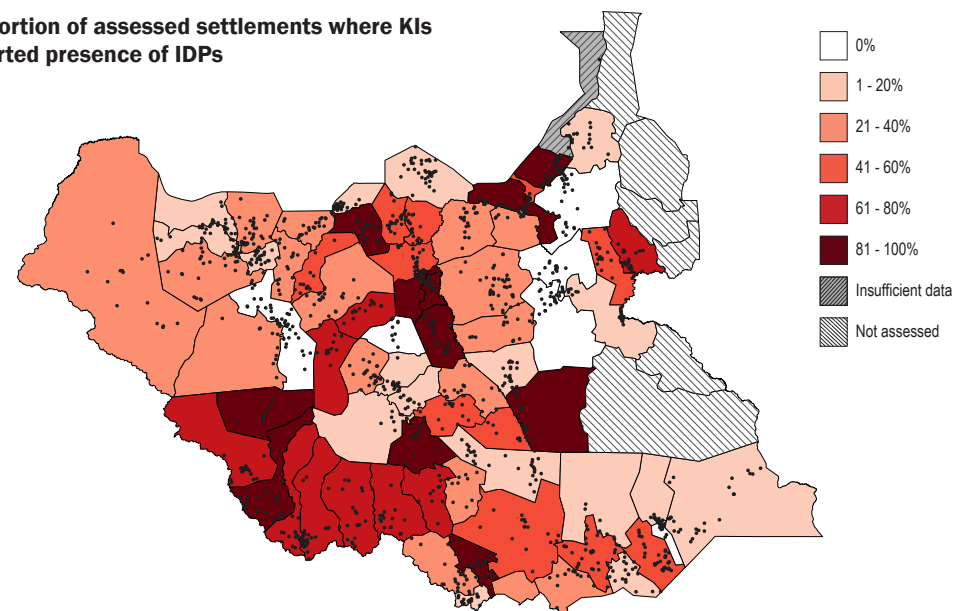 ortion of assessed settlements where KIs
rted presence of IDPs
0%
1 - 20%
21 - 40%
41 - 60%
61 - 80%
81 - 100%
Insufficient data
Not assessed